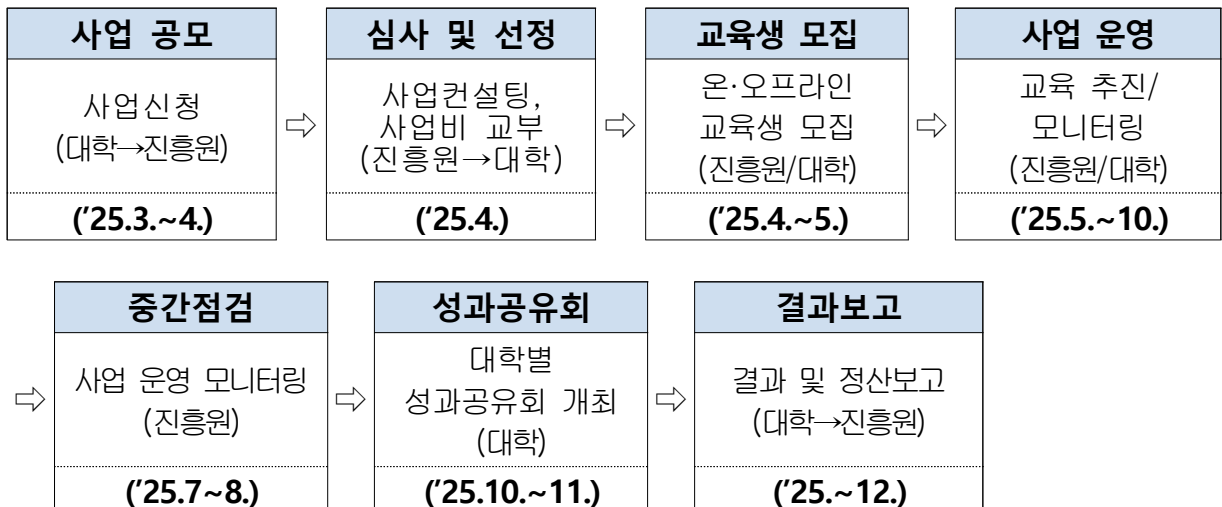 사업 공모
사업신청
(대학→진흥원)
('25.3.~4.)
⇨
심사 및 선정
사업컨설팅,
사업비 교부
(진흥원→대학)
('25.4.)
⇨
교육생 모집
온·오프라인
교육생 모집
(진흥원/대학)
('25.4.~5.)
⇨
사업 운영
교육 추진/
모니터링
(진흥원/대학)
('25.5.~10.)
⇨
중간점검
사업 운영 모니터링
(진흥원)
('25.7~8.)
⇨
성과공유회
대학별
성과공유회 개최
(대학)
('25.10.~11.)
⇨
결과보고
결과 및 정산보고
(대학→진흥원)
('25.~12.)